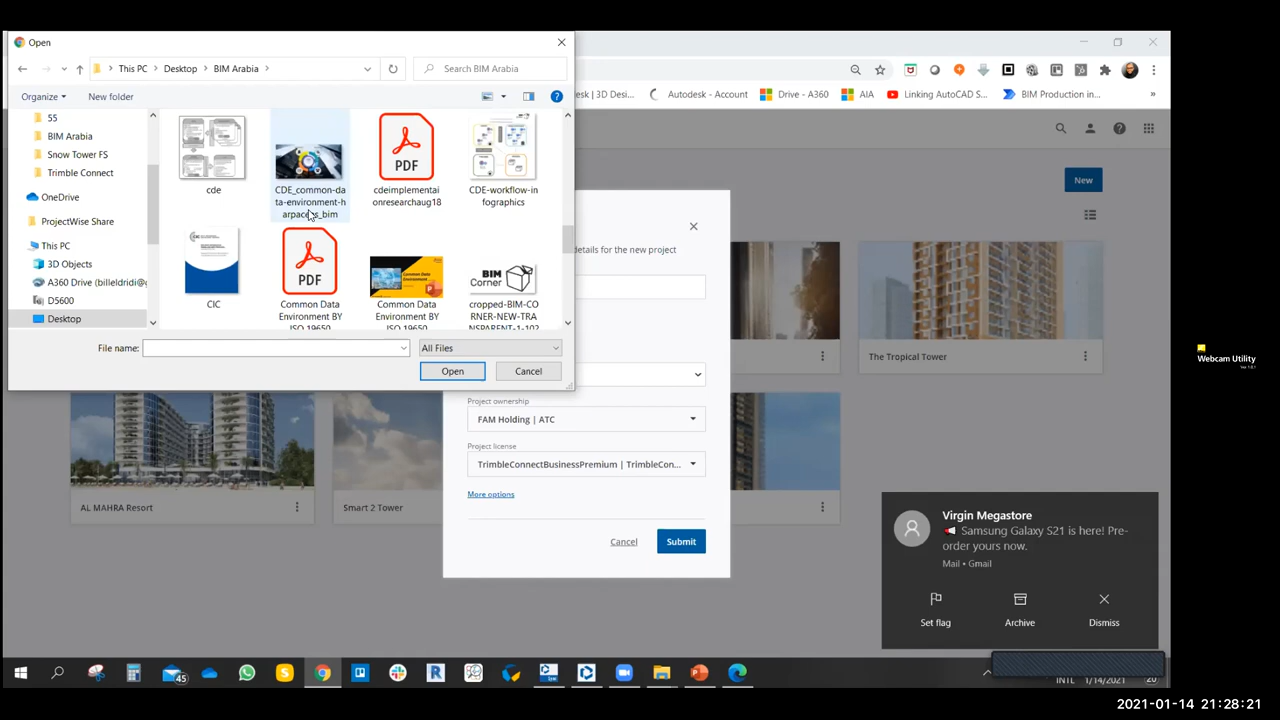 Open
This PC
Desktop
BIM Arabia
Search BIM Arabia
Organize
New folder
Autodesk - Account
Drive - A360
AIA
Linking AutoCAD S...
BIM Production in...
»
55
BIM Arabia
Snow Tower FS
Trimble Connect
OneDrive
ProjectWise Share
This PC
3D Objects
A360 Drive (billeldridi@g
D5600
Desktop
cde
CDE_common-da
ta-environment-h
PDF
cdeimplementai
onresearchaug18
CDE-workflow-in
fographics
CIC
PDF
Common Data
Environment BY
ISO 19650
Common Data
Environment BY
ISO 19650
BIM
Corner
cropped-BIM-CO
RNER-NEW-TRA
NSPARENT-1-102
File name:
All Files
Open
Cancel
New
details for the new project
Project ownership
FAM Holding | ATC
Project license
TrimbleConnectBusinessPremium | TrimbleCon...
More options
Cancel
Submit
The Tropical Tower
AL MAHRA Resort
Smart 2 Tower
Virgin Megastore
Samsung Galaxy S21 is here! Pre-
order yours now.
Mail • Gmail
Set flag
Archive
Dismiss
Webcam Utility
45
INTL
1/14/2021
20
2021-01-14 21:28:21